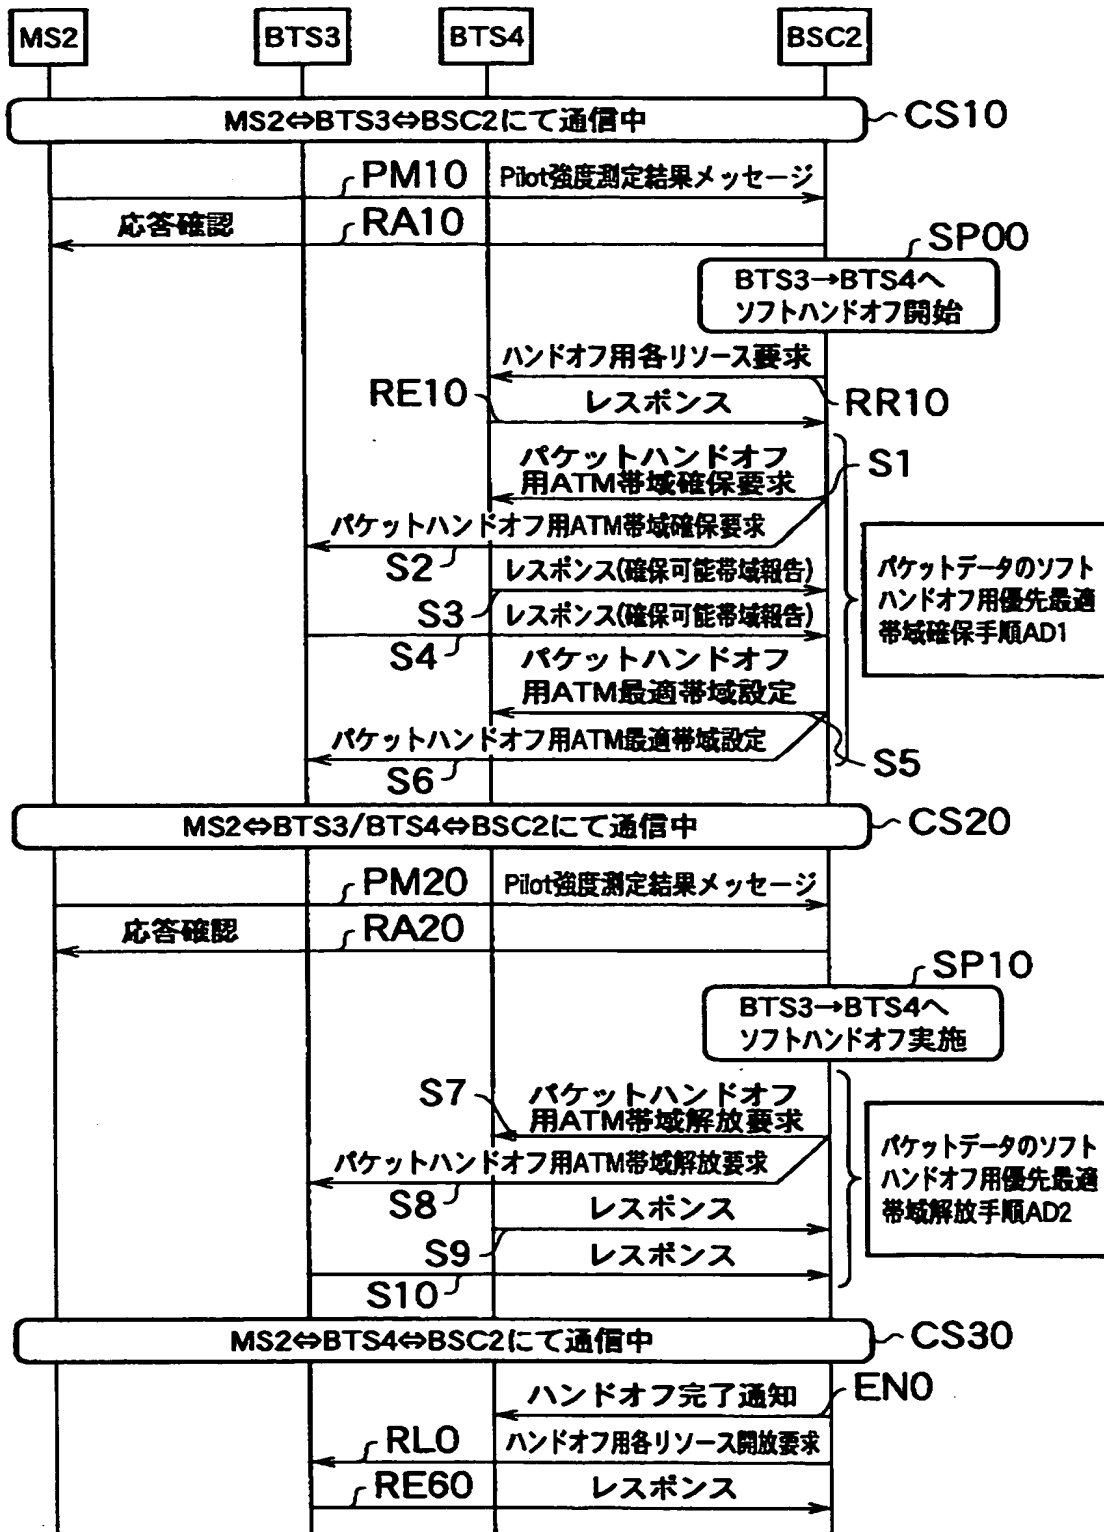 MS2
BTS3
BTS4
BSC2
MS2⇔BTS3⇔BSC2にて通信中
CS10
PM10
Pilot強度測定結果メッセージ
応答確認
RA10
SP00
BTS3→BTS4へ
ソフトハンドオフ開始
ハンドオフ用各リソース要求
RE10
レスポンス
RR10
パケットハンドオフ
用ATM帯域確保要求
S1
パケットハンドオフ用ATM帯域確保要求
S2
レスポンス(確保可能帯域報告)
S3
レスポンス(確保可能帯域報告)
S4
パケットハンドオフ
用ATM最適帯域設定
パケットハンドオフ用ATM最適帯域設定
S5
S6
パケットデータのソフト
ハンドオフ用優先最適
帯域確保手順AD1
MS2⇔BTS3/BTS4⇔BSC2にて通信中
CS20
PM20
Pilot強度測定結果メッセージ
応答確認
RA20
SP10
BTS3→BTS4へ
ソフトハンドオフ実施
S7
パケットハンドオフ
用ATM帯域解放要求
パケットハンドオフ用ATM帯域解放要求
S8
レスポンス
S9
レスポンス
S10
パケットデータのソフト
ハンドオフ用優先最適
帯域解放手順AD2
MS2⇔BTS4⇔BSC2にて通信中
CS30
ハンドオフ完了通知
EN0
RL0
ハンドオフ用各リソース開放要求
RE60
レスポンス